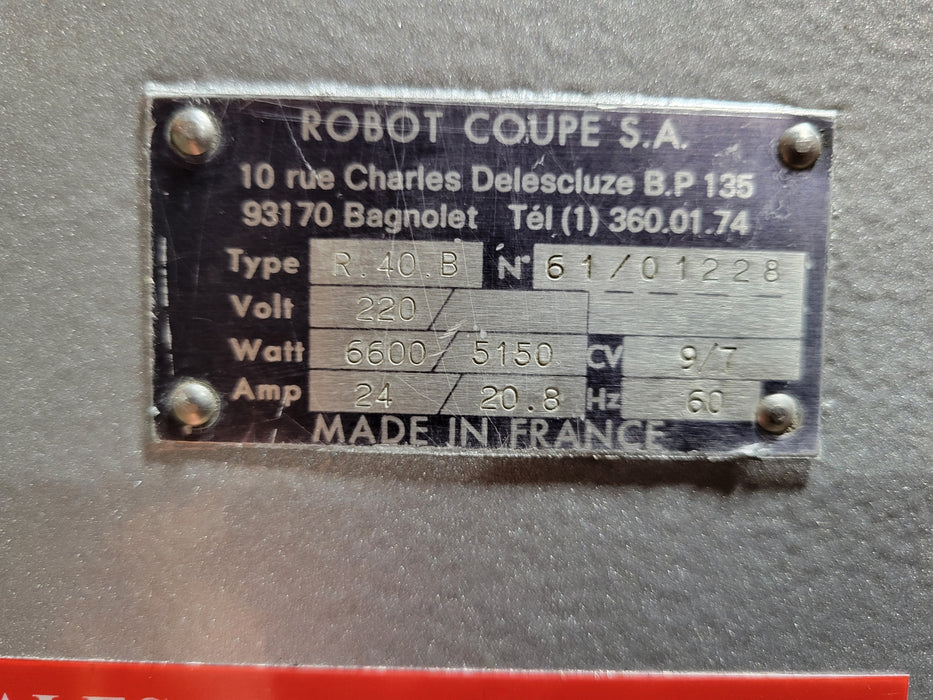 ROBOT COUPE S.A.
10 rue Charles Delescluze B.P 135
93170 Bagnolet Tél (1) 360.01.74
Type R.40.B N° 61/01228
Volt 220/
Watt 6600/5150 CV 9/7
Amp 24/20.8 Hz 60
MADE IN FRANCE